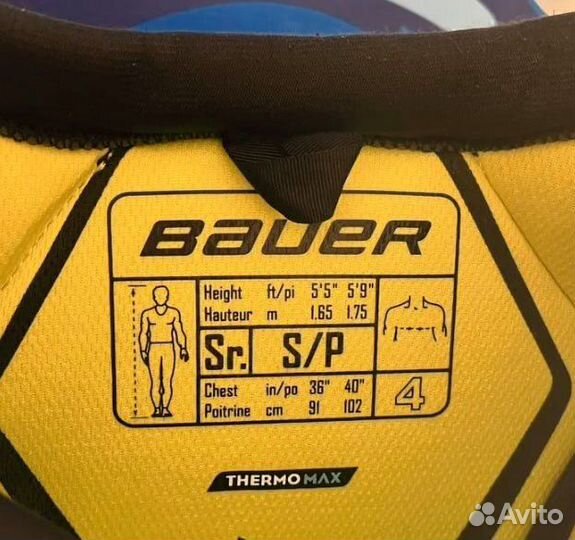 BAUER
Height ft/pi 5'5" 5'9"
Hauteur m 1.65 1.75
Sr. S/P
Chest in/po 36" 40"
Poitrine cm 91 102
4
THERMO MAX
Avito